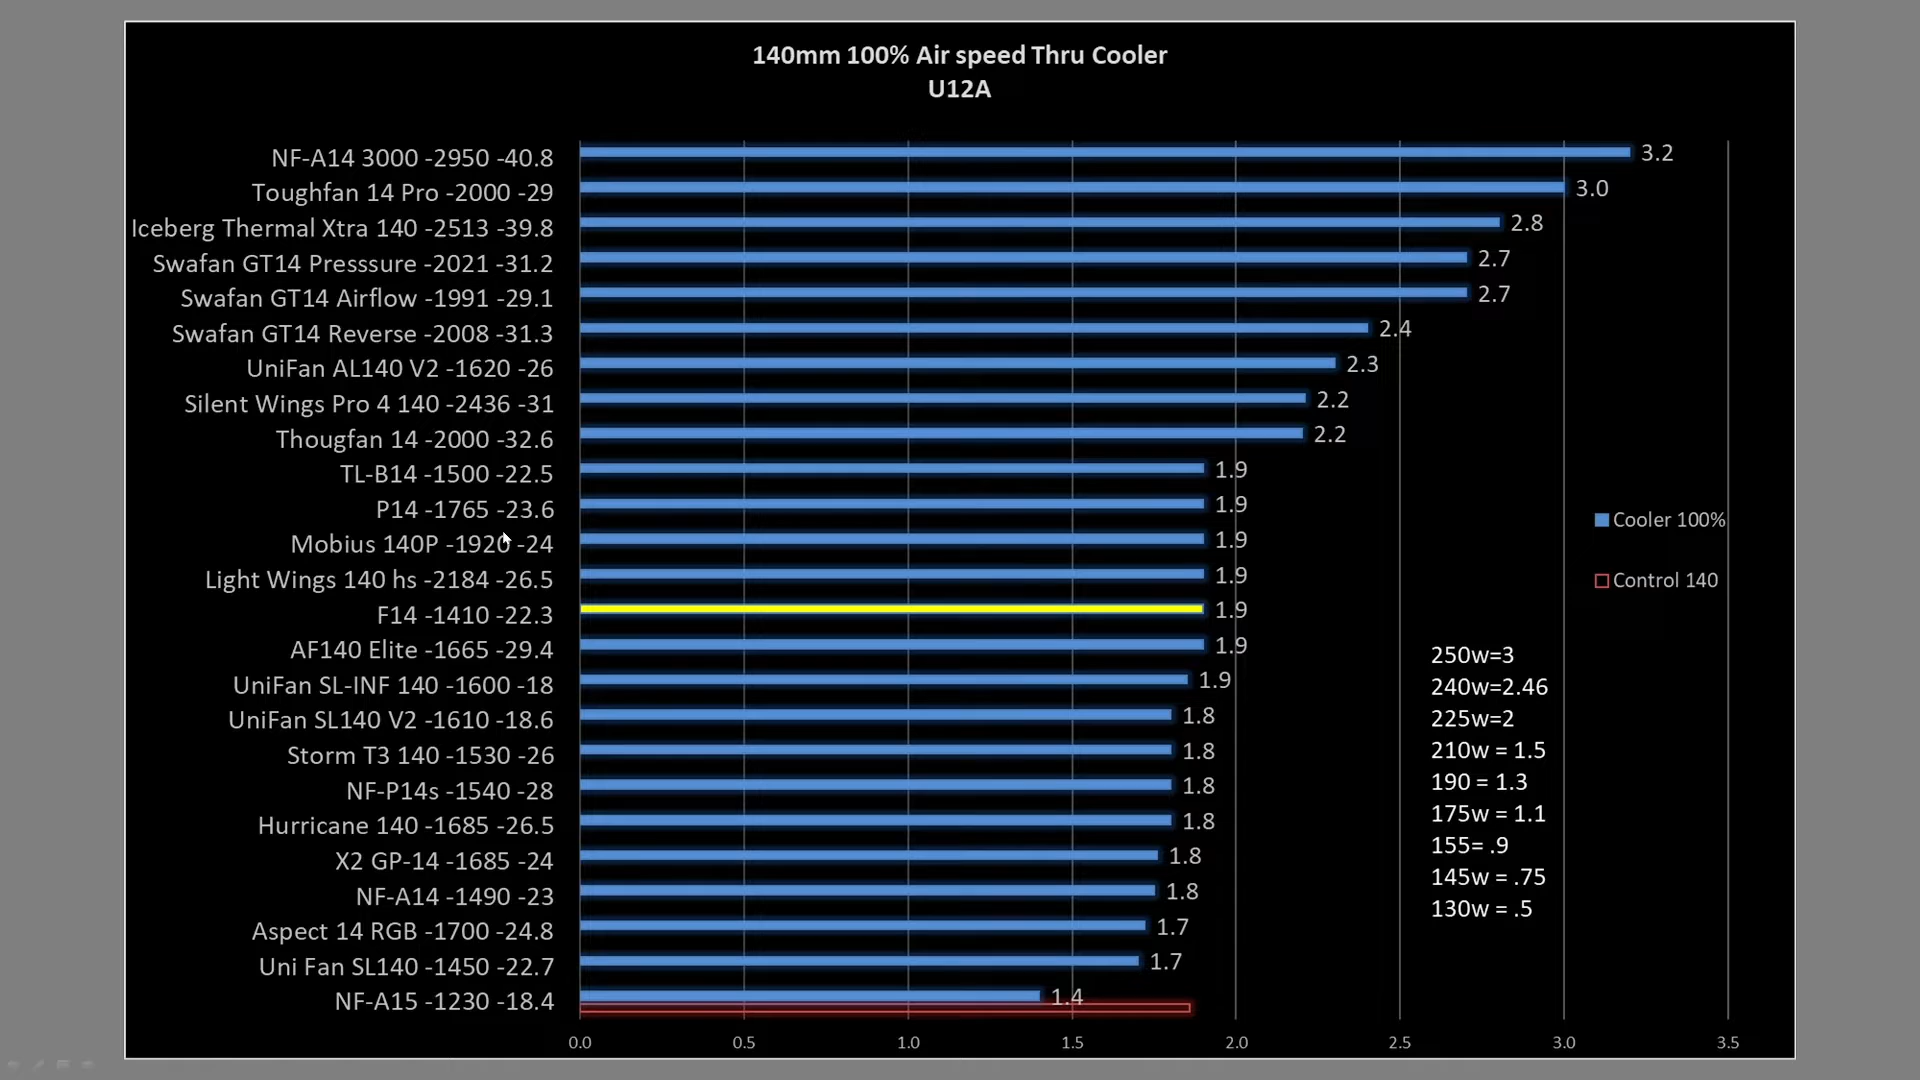 140mm 100% Air speed Thru Cooler
U12A
NF-A14 3000 -2950 -40.8 3.2
Toughfan 14 Pro -2000 -29 3.0
Iceberg Thermal Xtra 140 -2513 -39.8 2.8
Swafan GT14 Presssure -2021 -31.2 2.7
Swafan GT14 Airflow -1991 -29.1 2.7
Swafan GT14 Reverse -2008 -31.3 2.4
UniFan AL140 V2 -1620 -26 2.3
Silent Wings Pro 4 140 -2436 -31 2.2
Thougfan 14 -2000 -32.6 2.2
TL-B14 -1500 -22.5 1.9
P14 -1765 -23.6 1.9
Mobius 140P -1920 -24 1.9
Light Wings 140 hs -2184 -26.5 1.9
F14 -1410 -22.3 1.9
AF140 Elite -1665 -29.4 1.9
UniFan SL-INF 140 -1600 -18 1.9
UniFan SL140 V2 -1610 -18.6 1.8
Storm T3 140 -1530 -26 1.8
NF-P14s -1540 -28 1.8
Hurricane 140 -1685 -26.5 1.8
X2 GP-14 -1685 -24 1.8
NF-A14 -1490 -23 1.8
Aspect 14 RGB -1700 -24.8 1.7
Uni Fan SL140 -1450 -22.7 1.7
NF-A15 -1230 -18.4 1.4
0.0 0.5 1.0 1.5 2.0 2.5 3.0 3.5
Cooler 100%
Control 140
250w=3
240w=2.46
225w=2
210w = 1.5
190 = 1.3
175w = 1.1
155= .9
145w = .75
130w = .5